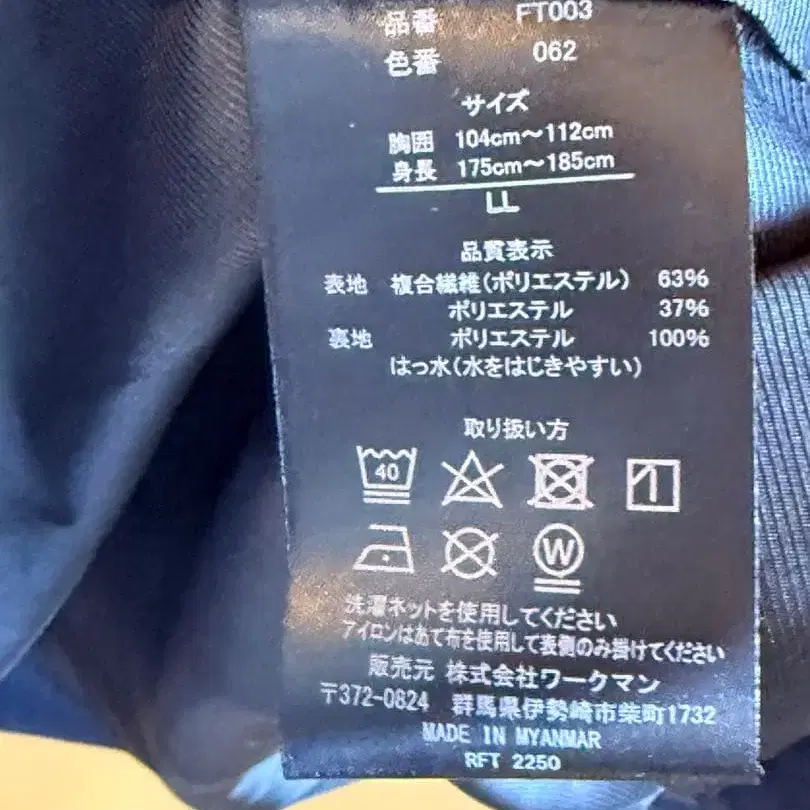 品番 FT003
色番 062
サイズ
胸囲 104cm～112cm
身長 175cm～185cm
LL
品質表示
表地 複合繊維(ポリエステル) 63%
ポリエステル 37%
裏地 ポリエステル 100%
はっ水(水をはじきやすい)
取り扱い方
40
W
洗濯ネットを使用してください
アイロンはあて布を使用して表側のみ掛けてください
販売元 株式会社ワークマン
〒372-0824 群馬県伊勢崎市柴町1732
MADE IN MYANMAR
RFT 2250